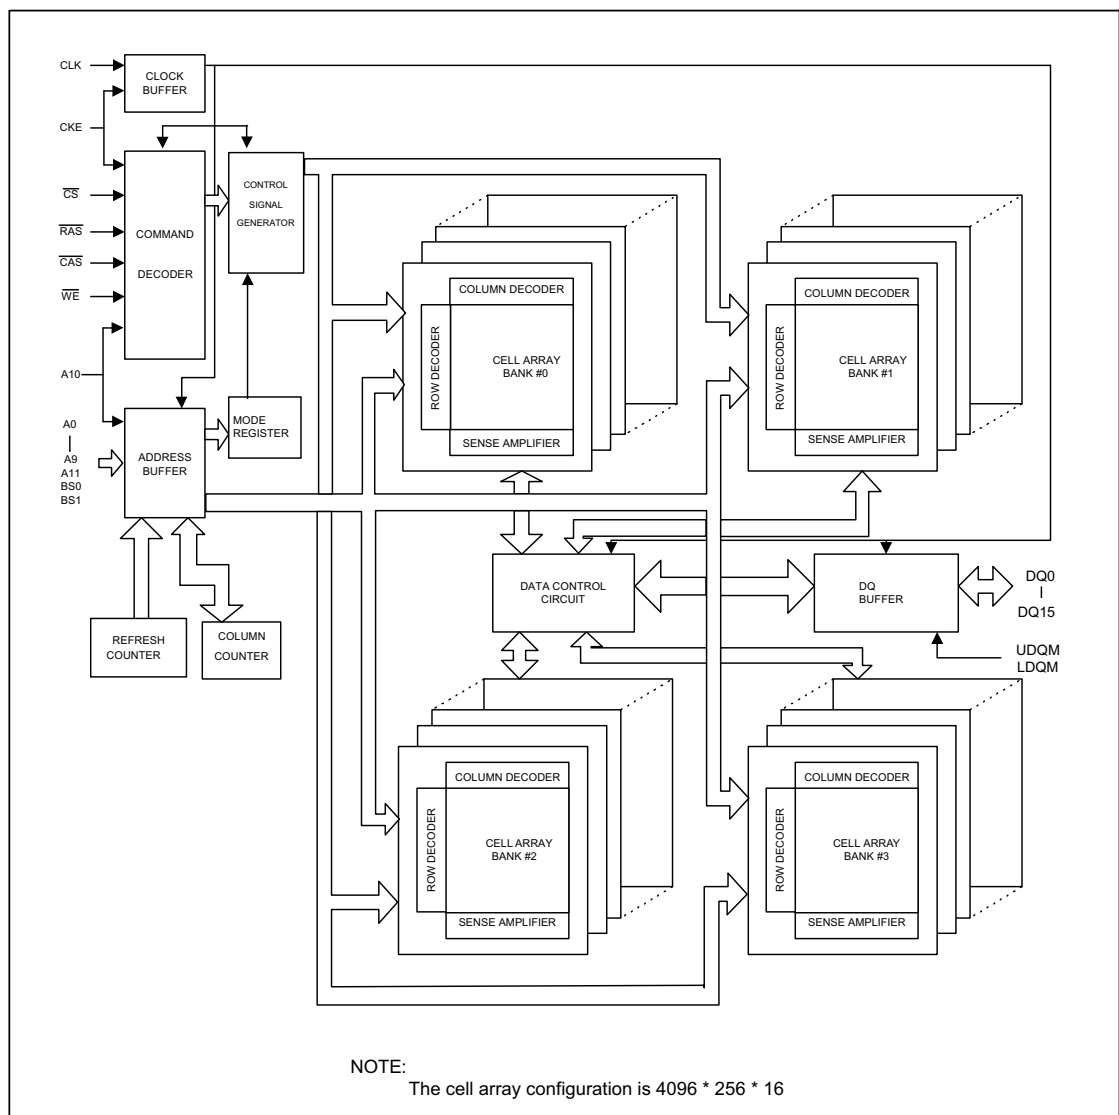 CLK
CLOCK
BUFFER
CKE
CS
RAS
CAS
WE
COMMAND
DECODER
CONTROL
SIGNAL
GENERATOR
A10
A0
A9
A11
BS0
BS1
ADDRESS
BUFFER
MODE
REGISTER
REFRESH
COUNTER
COLUMN
COUNTER
COLUMN DECODER
ROW DECODER
CELL ARRAY
BANK #0
SENSE AMPLIFIER
COLUMN DECODER
ROW DECODER
CELL ARRAY
BANK #1
SENSE AMPLIFIER
DATA CONTROL
CIRCUIT
DQ
BUFFER
DQ0
DQ15
UDQM
LDQM
COLUMN DECODER
ROW DECODER
CELL ARRAY
BANK #2
SENSE AMPLIFIER
COLUMN DECODER
ROW DECODER
CELL ARRAY
BANK #3
SENSE AMPLIFIER
NOTE:
The cell array configuration is 4096 * 256 * 16